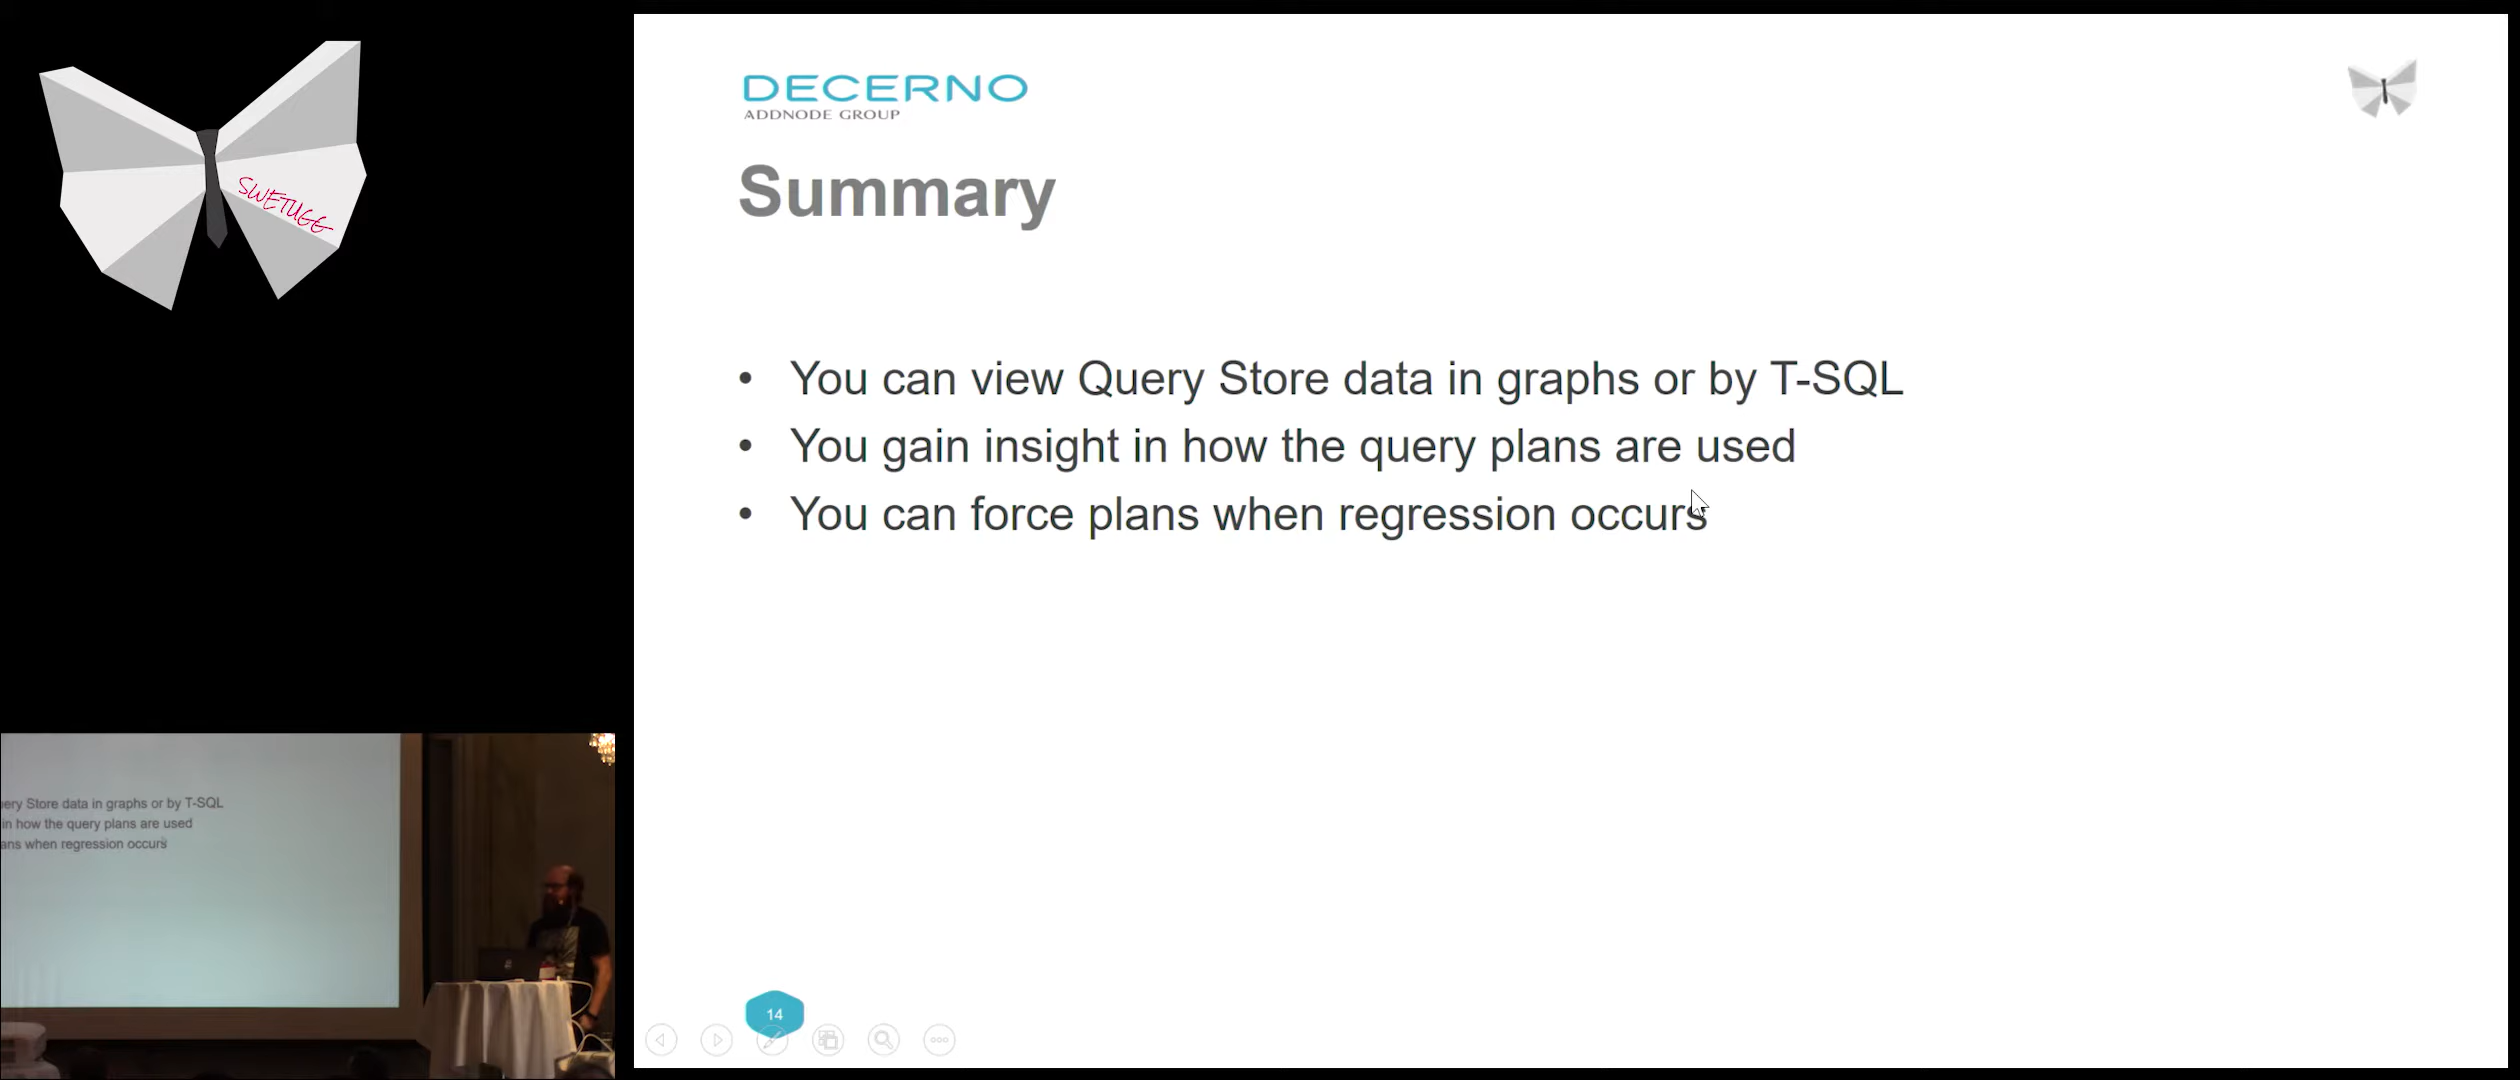 SWETUGG
DECERNO
ADDNODE GROUP
Summary
• You can view Query Store data in graphs or by T-SQL
• You gain insight in how the query plans are used
• You can force plans when regression occurs
14
ery Store data in graphs or by T-SQL
in how the query plans are used
ans when regression occurs